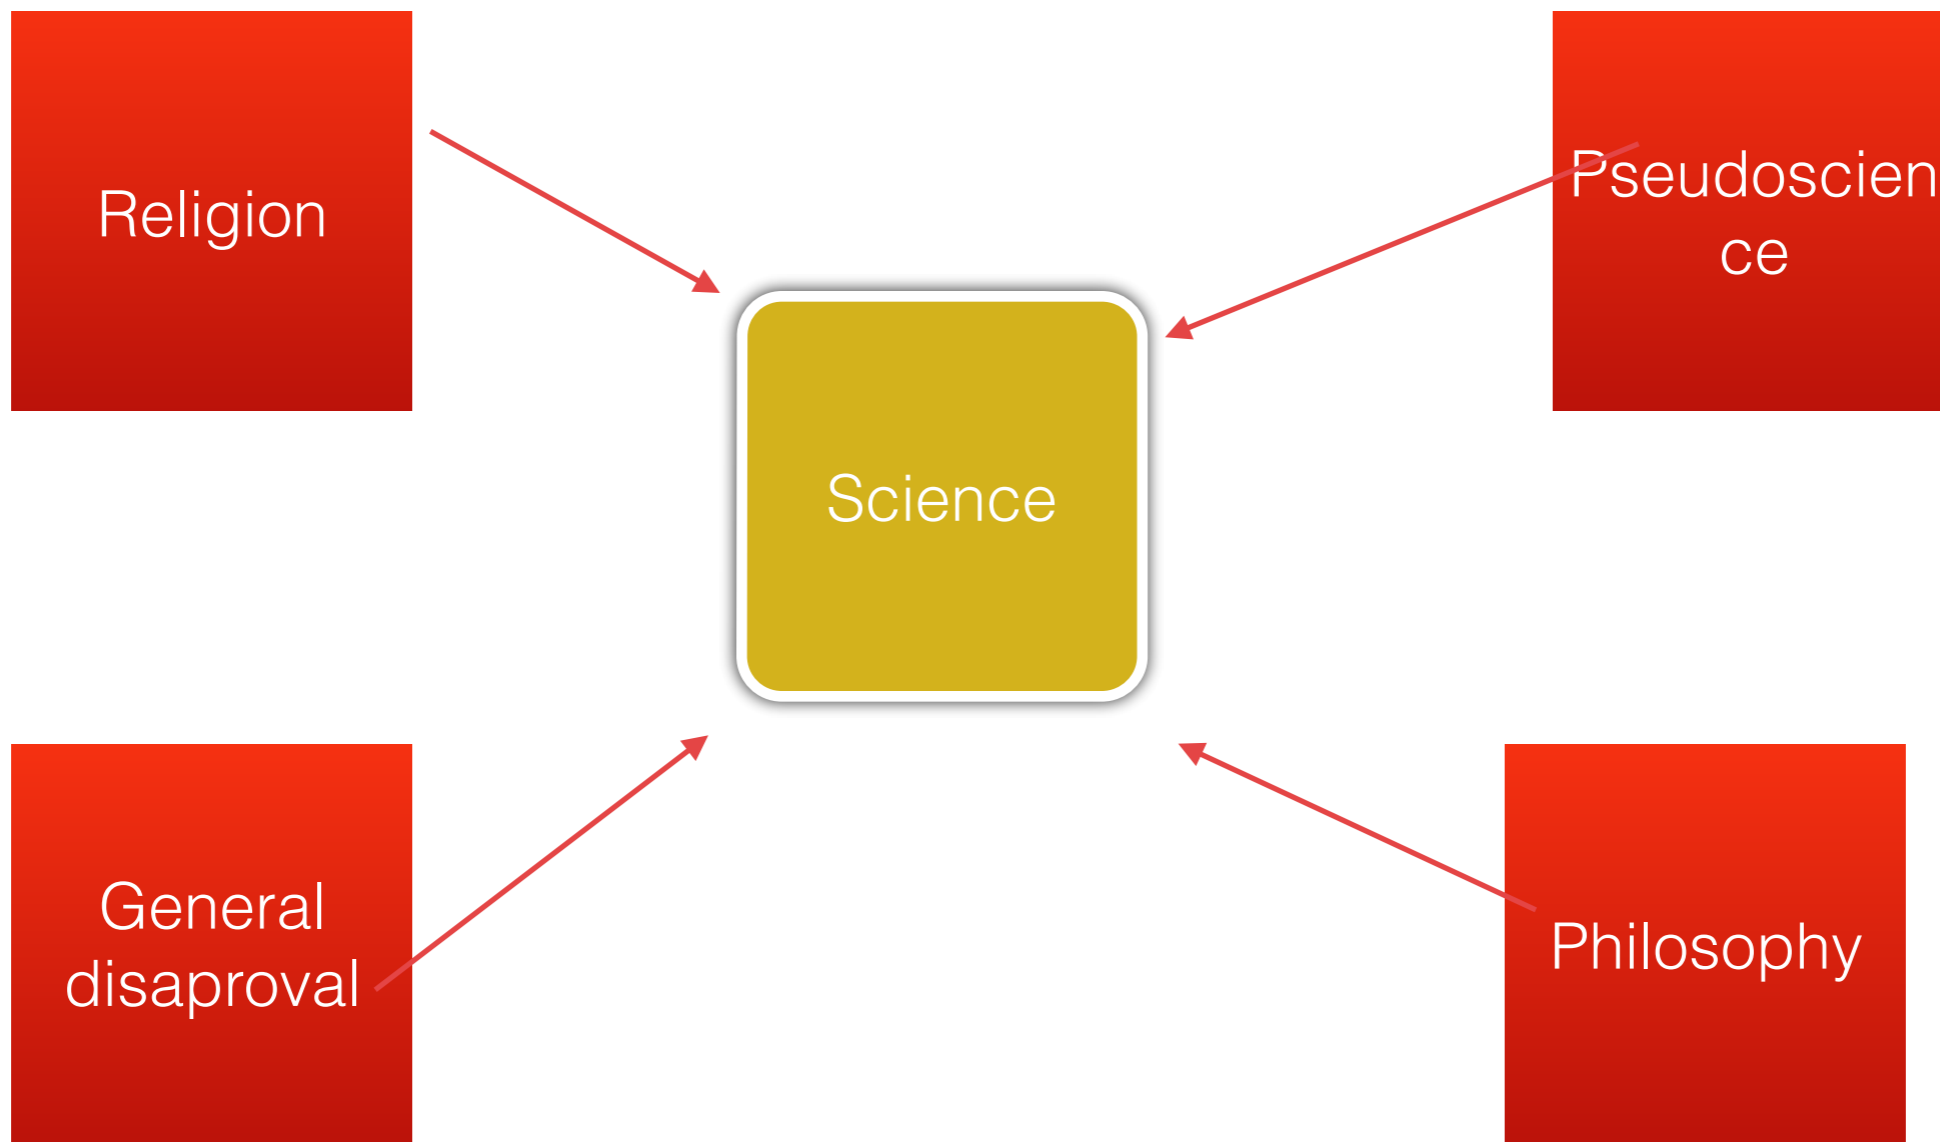 Religion
Pseudoscien
ce
Science
General
disaproval
Philosophy